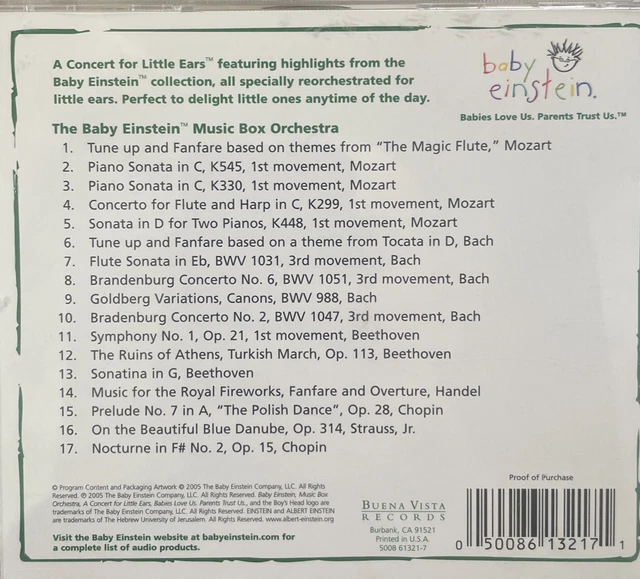 A Concert for Little Ears™ featuring highlights from the
Baby Einstein™ collection, all specially reorchestrated for
little ears. Perfect to delight little ones anytime of the day.
baby
einstein.
Babies Love Us. Parents Trust Us.™
The Baby Einstein™ Music Box Orchestra
1. Tune up and Fanfare based on themes from “The Magic Flute,” Mozart
2. Piano Sonata in C, K545, 1st movement, Mozart
3. Piano Sonata in C, K330, 1st movement, Mozart
4. Concerto for Flute and Harp in C, K299, 1st movement, Mozart
5. Sonata in D for Two Pianos, K448, 1st movement, Mozart
6. Tune up and Fanfare based on a theme from Tocata in D, Bach
7. Flute Sonata in Eb, BWV 1031, 3rd movement, Bach
8. Brandenburg Concerto No. 6, BWV 1051, 3rd movement, Bach
9. Goldberg Variations, Canons, BWV 988, Bach
10. Bradenburg Concerto No. 2, BWV 1047, 3rd movement, Bach
11. Symphony No. 1, Op. 21, 1st movement, Beethoven
12. The Ruins of Athens, Turkish March, Op. 113, Beethoven
13. Sonatina in G, Beethoven
14. Music for the Royal Fireworks, Fanfare and Overture, Handel
15. Prelude No. 7 in A, “The Polish Dance”, Op. 28, Chopin
16. On the Beautiful Blue Danube, Op. 314, Strauss, Jr.
17. Nocturne in F# No. 2, Op. 15, Chopin
© Program Content and Packaging Artwork © 2005 The Baby Einstein Company, LLC. All Rights
Reserved. ℗ 2005 The Baby Einstein Company, LLC. All Rights Reserved. Baby Einstein, Music Box
Orchestra, A Concert for Little Ears, Babies Love Us. Parents Trust Us., and the Boy's Head logo are
trademarks of The Baby Einstein Company, LLC. All Rights Reserved. EINSTEIN and ALBERT EINSTEIN
are trademarks of The Hebrew University of Jerusalem. All Rights Reserved. www.albert-einstein.org
Visit the Baby Einstein website at babyeinstein.com for
a complete list of audio products.
BUENA VISTA
RECORDS
Burbank, CA 91521
Printed in U.S.A.
5008 61321-7
Proof of Purchase
0 50086 13217 1